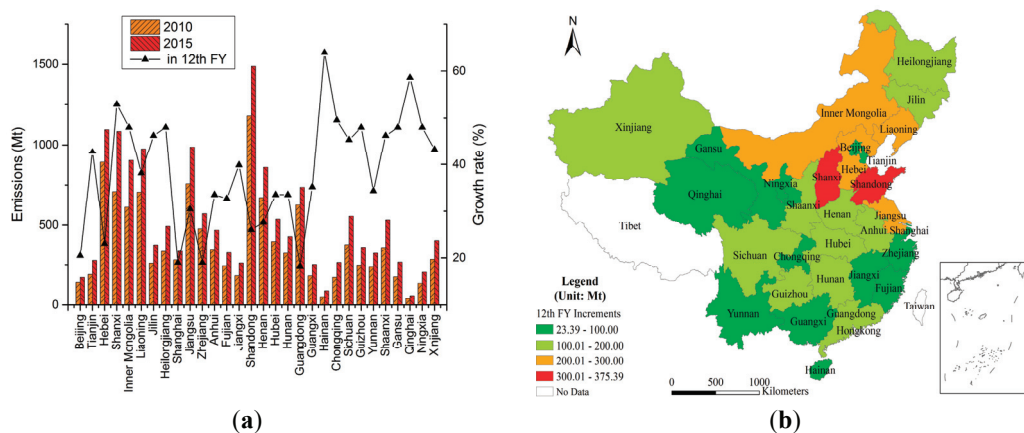 2010
2015
in 12th FY
Emissions (Mt)
1500
1000
500
0
60
40
20
Growth rate (%)
Beijing
Tianjin
Hebei
Shanxi
Inner Mongolia
Liaoning
Jilin
Heilongjiang
Shanghai
Jiangsu
Zhejiang
Anhui
Fujian
Jiangxi
Shandong
Henan
Hubei
Hunan
Guangdong
Guangxi
Hainan
Chongqing
Sichuan
Guizhou
Yunnan
Shaanxi
Gansu
Qinghai
Ningxia
Xinjiang
(a)
N
Heilongjiang
Jilin
Inner Mongolia
Liaoning
Xinjiang
Beijing
Gansu
Tianjin
Hebei
Shanxi
Shandong
Ningxia
Qinghai
Shaanxi
Henan
Jiangsu
Tibet
Anhui
Shanghai
Hubei
Sichuan
Chongqing
Zhejiang
Hunan
Jiangxi
Guizhou
Fujian
Yunnan
Guangxi
Guangdong
Taiwan
Hongkong
Hainan
Legend
(Unit: Mt)
12th FY Increments
23.39 - 100.00
100.01 - 200.00
200.01 - 300.00
300.01 - 375.39
No Data
0 500 1000
Kilometers
(b)